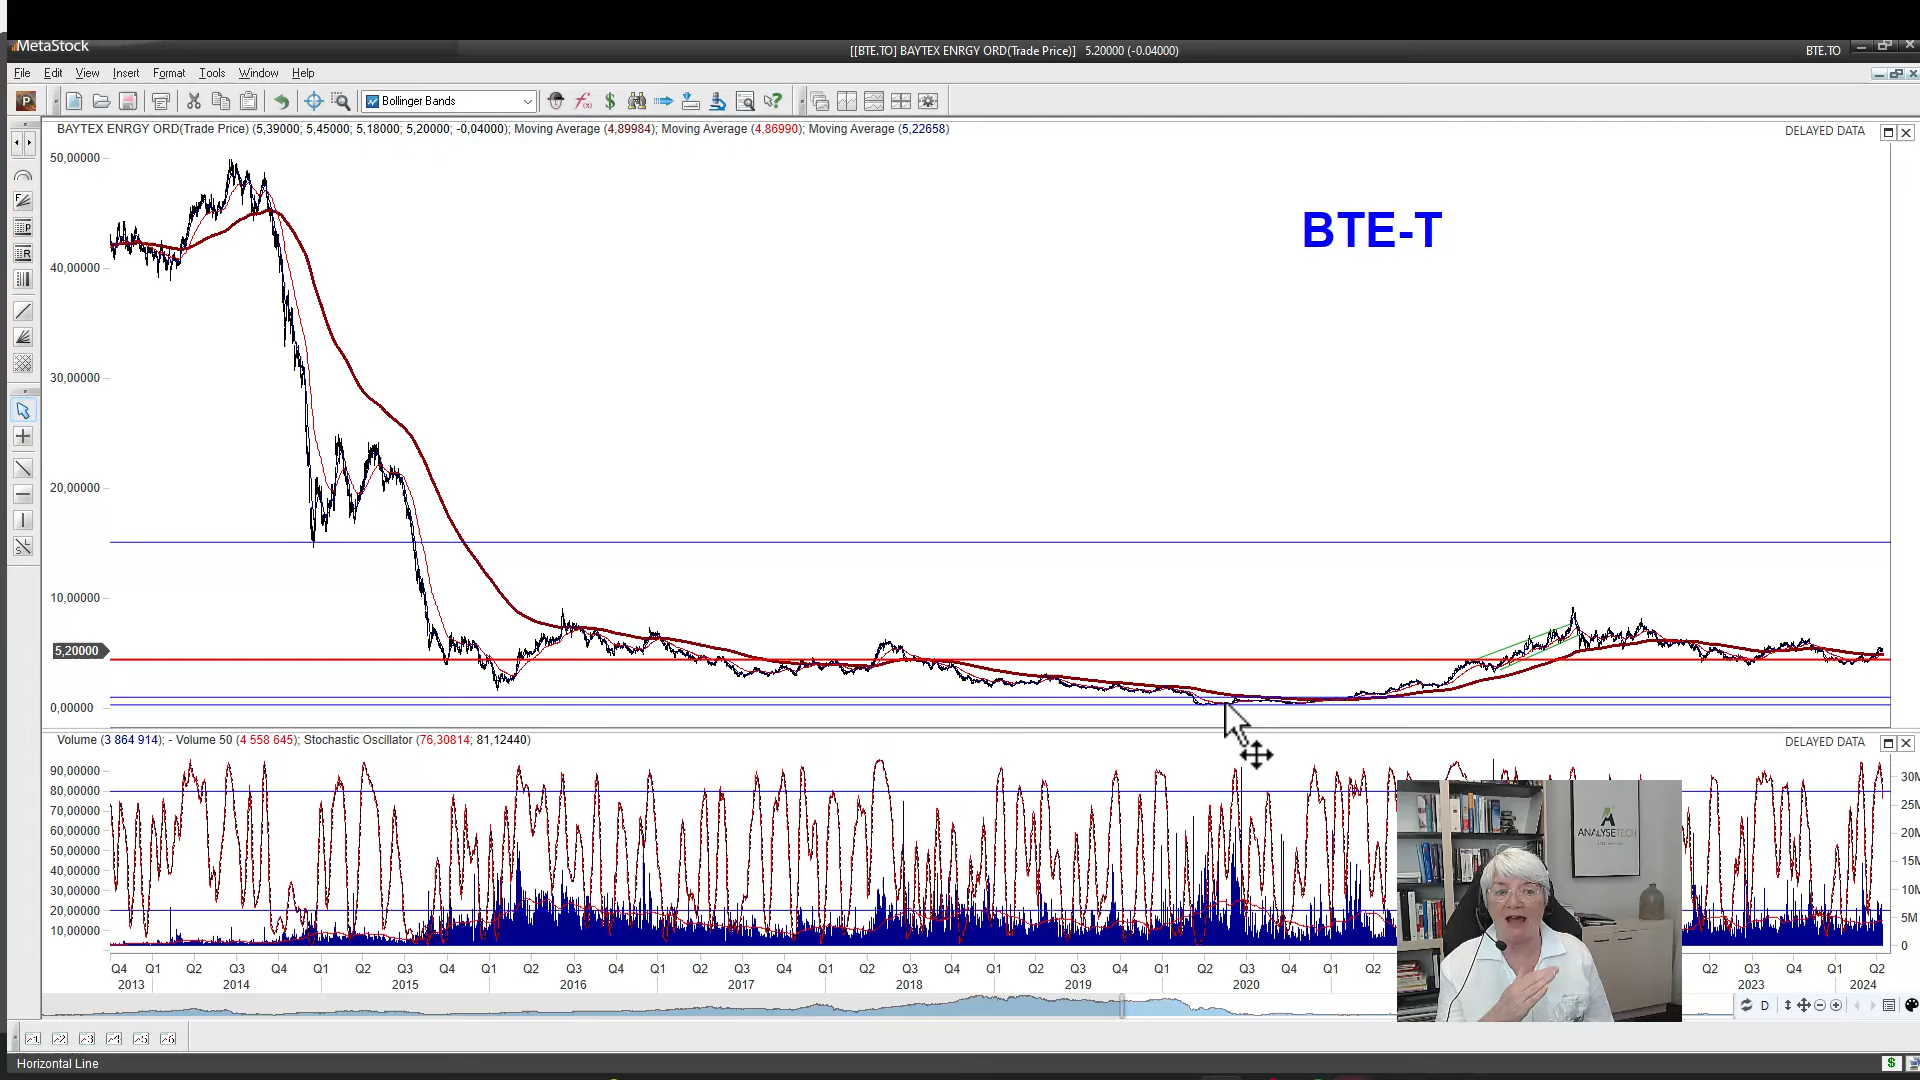 MetaStock
[[BTE.TO] BAYTEX ENRGY ORD(Trade Price)] 5.20000 (-0.04000)
BTE.TO
File Edit View Insert Format Tools Window Help
Bollinger Bands
BAYTEX ENRGY ORD(Trade Price) (5,39000; 5,45000; 5,18000; 5,20000; -0,04000); Moving Average (4,89984); Moving Average (4,86990); Moving Average (5,22658)
DELAYED DATA
50,00000
BTE-T
40,00000
30,00000
20,00000
10,00000
5,20000
0,00000
Volume (3 864 914); - Volume 50 (4 558 645); Stochastic Oscillator (76,30814; 81,12440)
DELAYED DATA
90,00000
80,00000
70,00000
60,00000
50,00000
40,00000
30,00000
20,00000
10,00000
30M
25M
20M
15M
10M
5M
0
ANALYSETECH
Q4 Q1 Q2 Q3 Q4 Q1 Q2 Q3 Q4 Q1 Q2 Q3 Q4 Q1 Q2 Q3 Q4 Q1 Q2 Q3 Q4 Q1 Q2 Q3 Q4 Q1 Q2 Q3 Q4 Q1 Q2 Q2 Q3 Q4 Q1 Q2
2013 2014 2015 2016 2017 2018 2019 2020 2023 2024
D
Horizontal Line